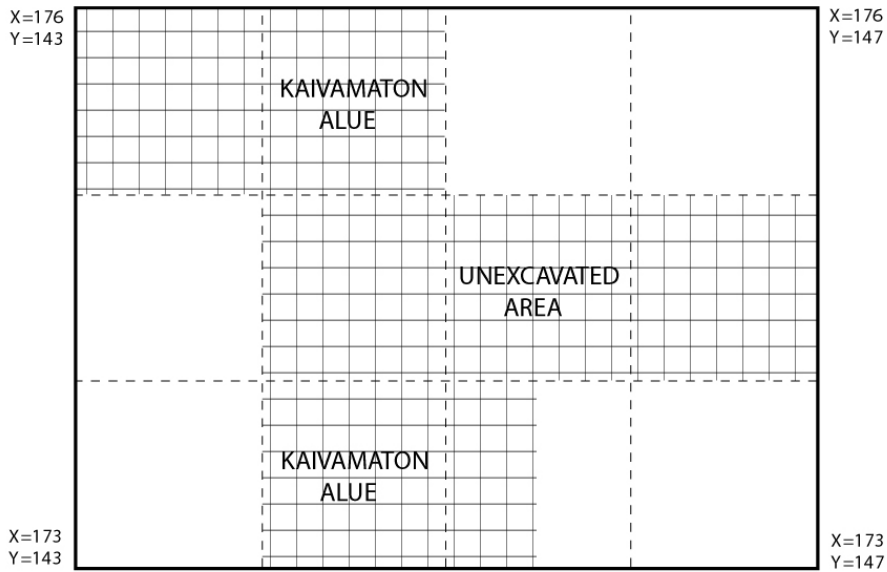 X=176
Y=143
X=176
Y=147
KAIVAMATON
ALUE
UNEXCAVATED
AREA
KAIVAMATON
ALUE
X=173
Y=143
X=173
Y=147